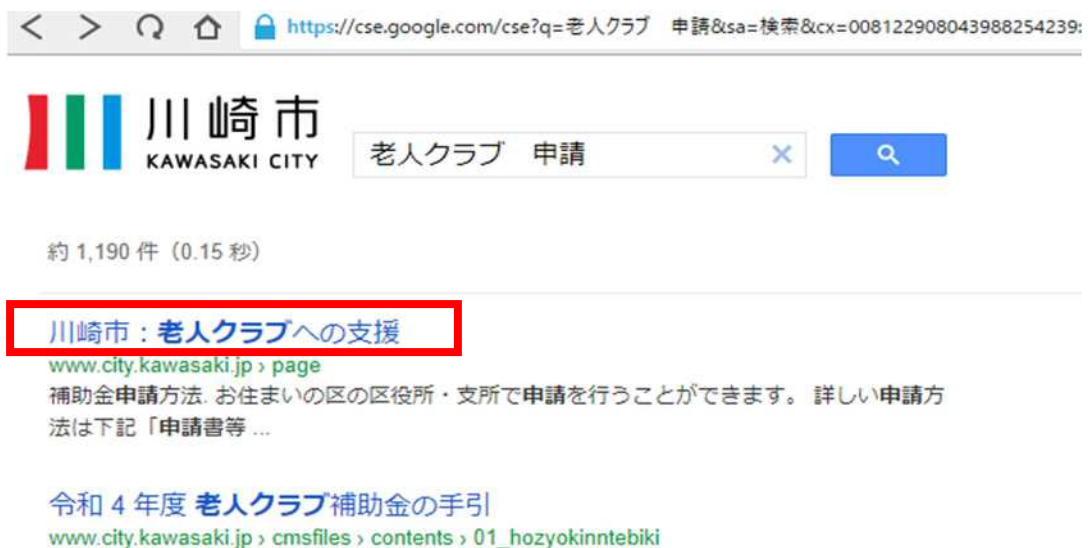 https://cse.google.com/cse?q=老人クラブ　申請&sa=検索&cx=008122908043988254239:
川崎市
KAWASAKI CITY
老人クラブ　申請
約 1,190 件（0.15 秒）
川崎市：老人クラブへの支援
www.city.kawasaki.jp › page
補助金申請方法. お住まいの区の区役所・支所で申請を行うことができます。 詳しい申請方
法は下記「申請書等 ...
令和 4 年度 老人クラブ補助金の手引
www.city.kawasaki.jp › cmsfiles › contents › 01_hozyokinntebiki